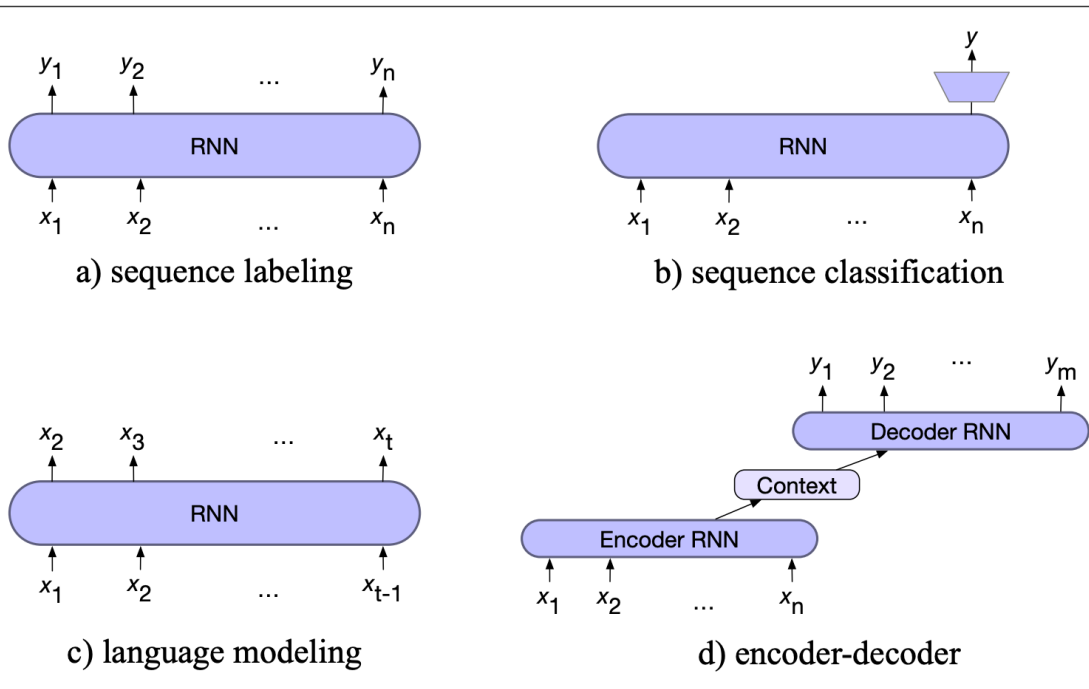 y1 y2 ... yn
RNN
x1 x2 ... xn
a) sequence labeling
y
RNN
x1 x2 ... xn
b) sequence classification
x2 x3 ... xt
RNN
x1 x2 ... xt-1
c) language modeling
y1 y2 ... ym
Decoder RNN
Context
Encoder RNN
x1 x2 ... xn
d) encoder-decoder